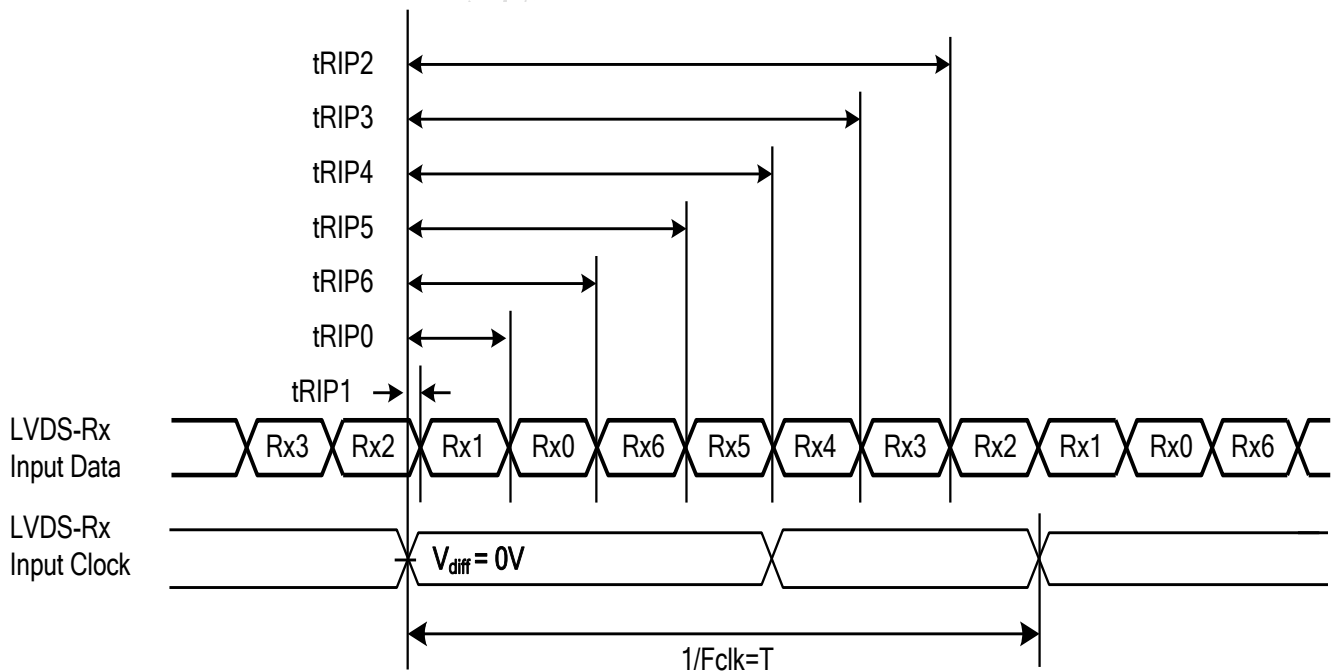 tRIP2
tRIP3
tRIP4
tRIP5
tRIP6
tRIP0
tRIP1
LVDS-Rx
Input Data
Rx3 Rx2 Rx1 Rx0 Rx6 Rx5 Rx4 Rx3 Rx2 Rx1 Rx0 Rx6
LVDS-Rx
Input Clock
Vdiff = 0V
1/Fclk=T